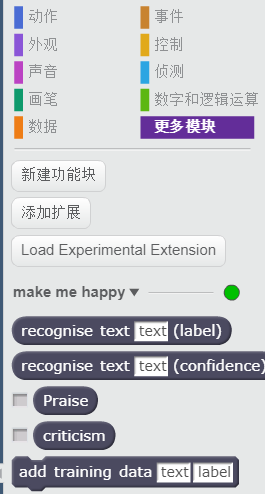 动作 事件
外观 控制
声音 侦测
画笔 数字和逻辑运算
数据 更多模块
新建功能块
添加扩展
Load Experimental Extension
make me happy
recognise text text (label)
recognise text text (confidence)
Praise
criticism
add training data text label